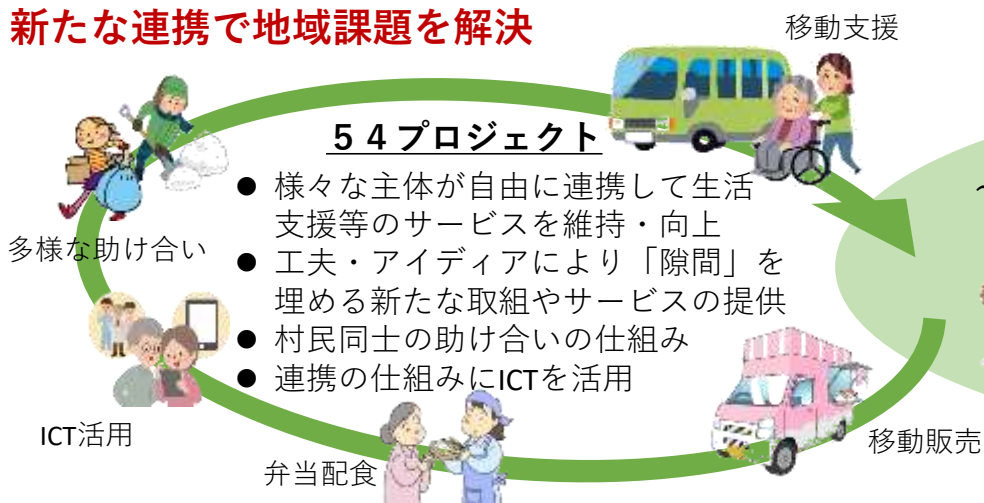 新たな連携で地域課題を解決
移動支援
５４プロジェクト
● 様々な主体が自由に連携して生活
支援等のサービスを維持・向上
● 工夫・アイディアにより「隙間」を
埋める新たな取組やサービスの提供
● 村民同士の助け合いの仕組み
● 連携の仕組みにICTを活用
多様な助け合い
ICT活用
弁当配食
移動販売